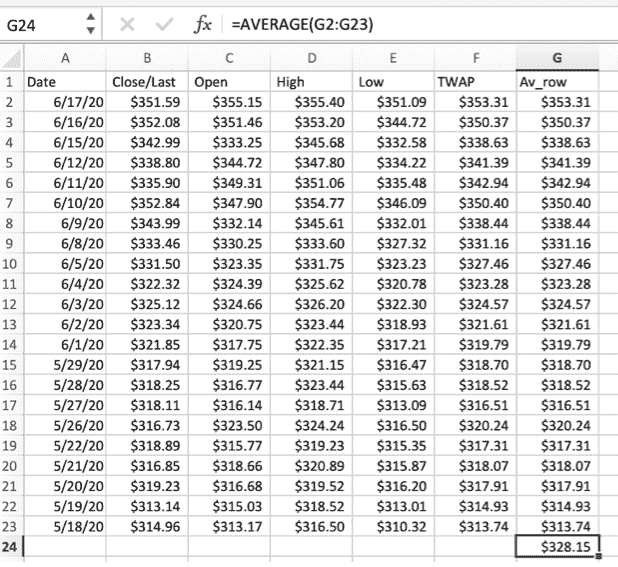 G24 fx =AVERAGE(G2:G23)
A B C D E F G
1 Date Close/Last Open High Low TWAP Av_row
2 6/17/20 $351.59 $355.15 $355.40 $351.09 $353.31 $353.31
3 6/16/20 $352.08 $351.46 $353.20 $344.72 $350.37 $350.37
4 6/15/20 $342.99 $333.25 $345.68 $332.58 $338.63 $338.63
5 6/12/20 $338.80 $344.72 $347.80 $334.22 $341.39 $341.39
6 6/11/20 $335.90 $349.31 $351.06 $335.48 $342.94 $342.94
7 6/10/20 $352.84 $347.90 $354.77 $346.09 $350.40 $350.40
8 6/9/20 $343.99 $332.14 $345.61 $332.01 $338.44 $338.44
9 6/8/20 $333.46 $330.25 $333.60 $327.32 $331.16 $331.16
10 6/5/20 $331.50 $323.35 $331.75 $323.23 $327.46 $327.46
11 6/4/20 $322.32 $324.39 $325.62 $320.78 $323.28 $323.28
12 6/3/20 $325.12 $324.66 $326.20 $322.30 $324.57 $324.57
13 6/2/20 $323.34 $320.75 $323.44 $318.93 $321.61 $321.61
14 6/1/20 $321.85 $317.75 $322.35 $317.21 $319.79 $319.79
15 5/29/20 $317.94 $319.25 $321.15 $316.47 $318.70 $318.70
16 5/28/20 $318.25 $316.77 $323.44 $315.63 $318.52 $318.52
17 5/27/20 $318.11 $316.14 $318.71 $313.09 $316.51 $316.51
18 5/26/20 $316.73 $323.50 $324.24 $316.50 $320.24 $320.24
19 5/22/20 $318.89 $315.77 $319.23 $315.35 $317.31 $317.31
20 5/21/20 $316.85 $318.66 $320.89 $315.87 $318.07 $318.07
21 5/20/20 $319.23 $316.68 $319.52 $316.20 $317.91 $317.91
22 5/19/20 $313.14 $315.03 $318.52 $313.01 $314.93 $314.93
23 5/18/20 $314.96 $313.17 $316.50 $310.32 $313.74 $313.74
24 $328.15